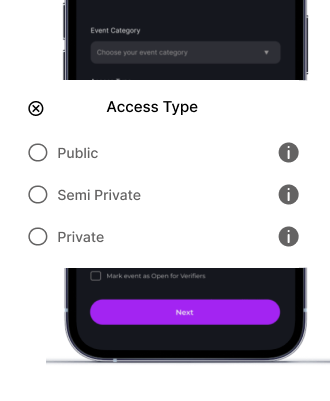 Event Category
Choose your event category
Access Type
Public
Semi Private
Private
Mark event as Open for Verifiers
Next